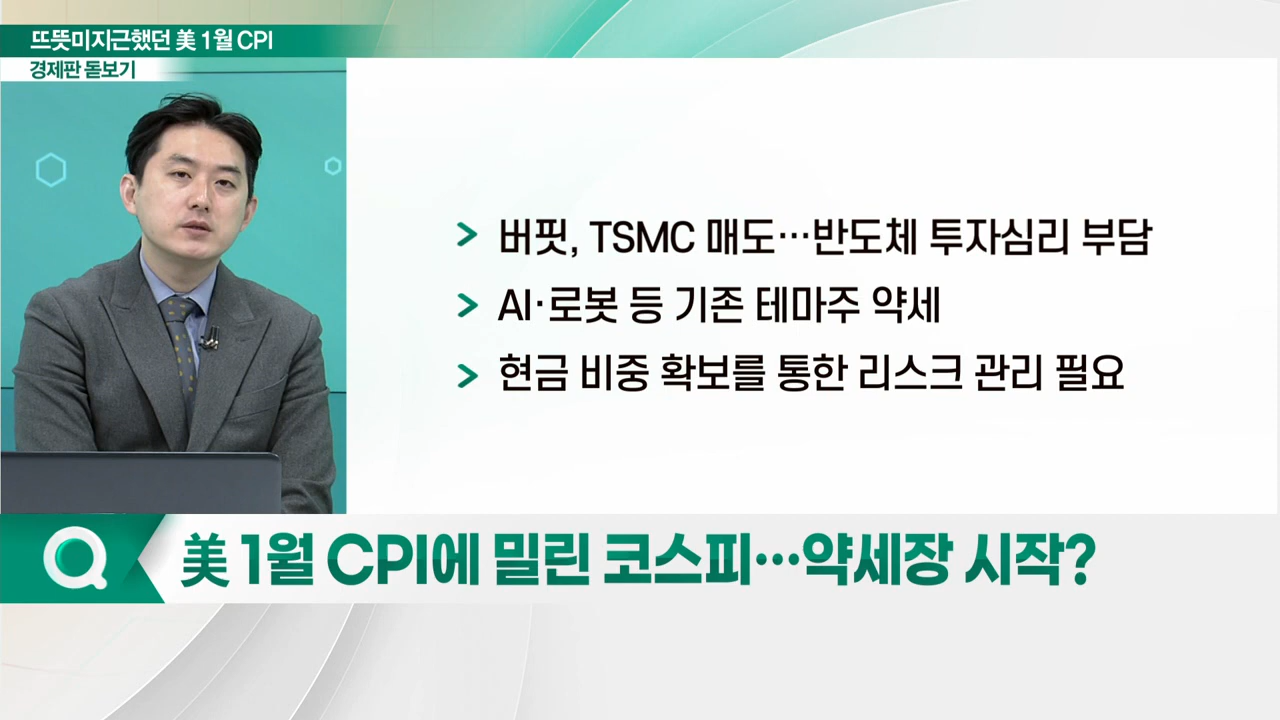 뜨뜻미지근했던 美 1월 CPI
경제판 돋보기
> 버핏, TSMC 매도…반도체 투자심리 부담
> AI·로봇 등 기존 테마주 약세
> 현금 비중 확보를 통한 리스크 관리 필요
Q 美 1월 CPI에 밀린 코스피…약세장 시작?